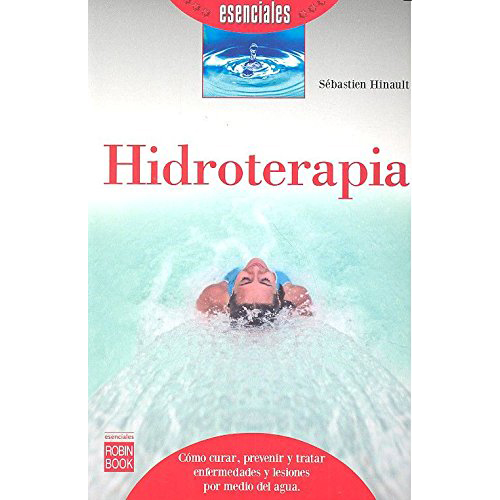 esenciales
Sébastien Hinault
Hidroterapia
esenciales
ROBIN
BOOK
Cómo curar, prevenir y tratar
enfermedades y lesiones
por medio del agua.